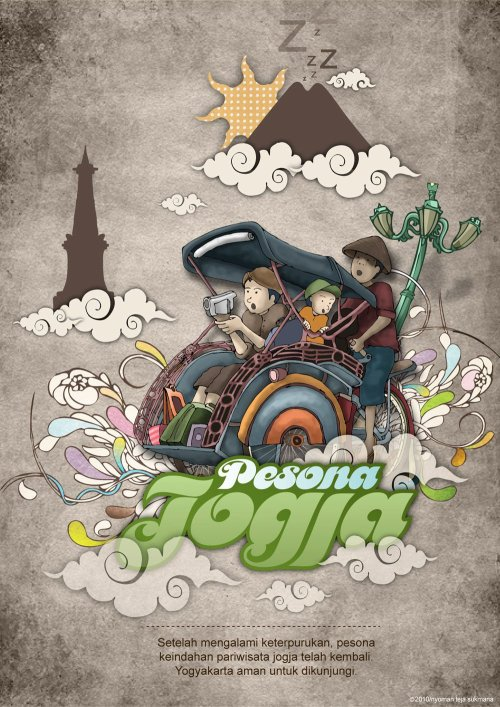 Z
Z
Z
Z
Z
Z
Pesona
Jogja
Setelah mengalami keterpurukan, pesona
keindahan pariwisata jogja telah kembali.
Yogyakarta aman untuk dikunjungi.
©2010/nyoman teja sukmana